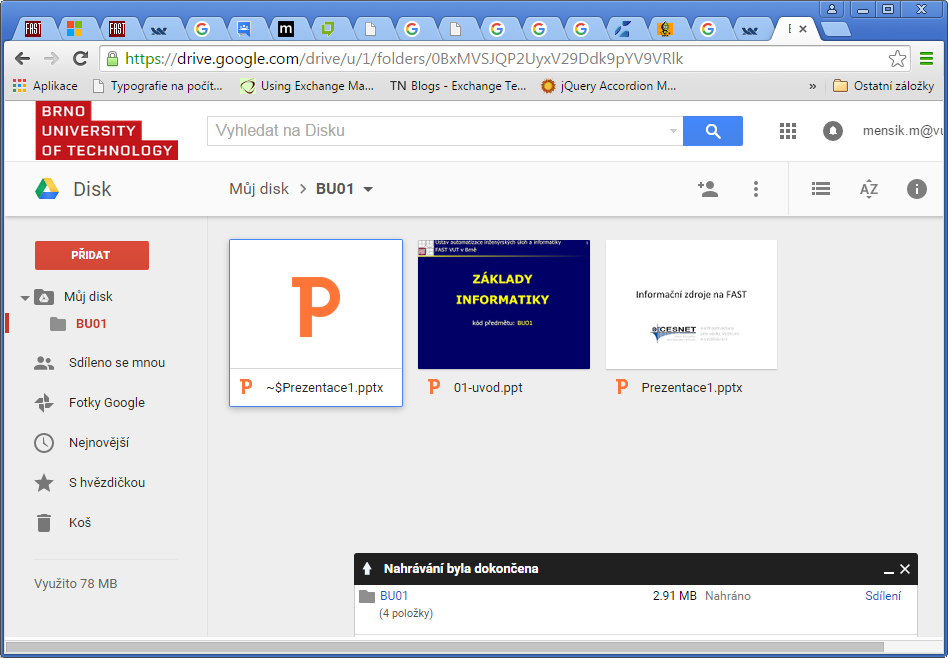 FAST
FAST
m
https://drive.google.com/drive/u/1/folders/0BxMVSJQP2UyxV29Ddk9pYV9VRlk
Aplikace
Typografie na počít...
Using Exchange Ma...
TN Blogs - Exchange Te...
jQuery Accordion M...
»
Ostatní záložky
BRNO
UNIVERSITY
OF TECHNOLOGY
Vyhledat na Disku
mensik.m@vu
Disk
Můj disk > BU01
AZ
PŘIDAT
Můj disk
BU01
Sdíleno se mnou
Fotky Google
Nejnovější
S hvězdičkou
Koš
Využito 78 MB
~$Prezentace1.pptx
Ústav automatizace inženýrských úloh a informatiky
FAST VUT v Brně
ZÁKLADY
INFORMATIKY
kód předmětu: BU01
01-uvod.ppt
Informační zdroje na FAST
CESNET
Prezentace1.pptx
Nahrávání byla dokončena
BU01
2.91 MB Nahráno
Sdílení
(4 položky)